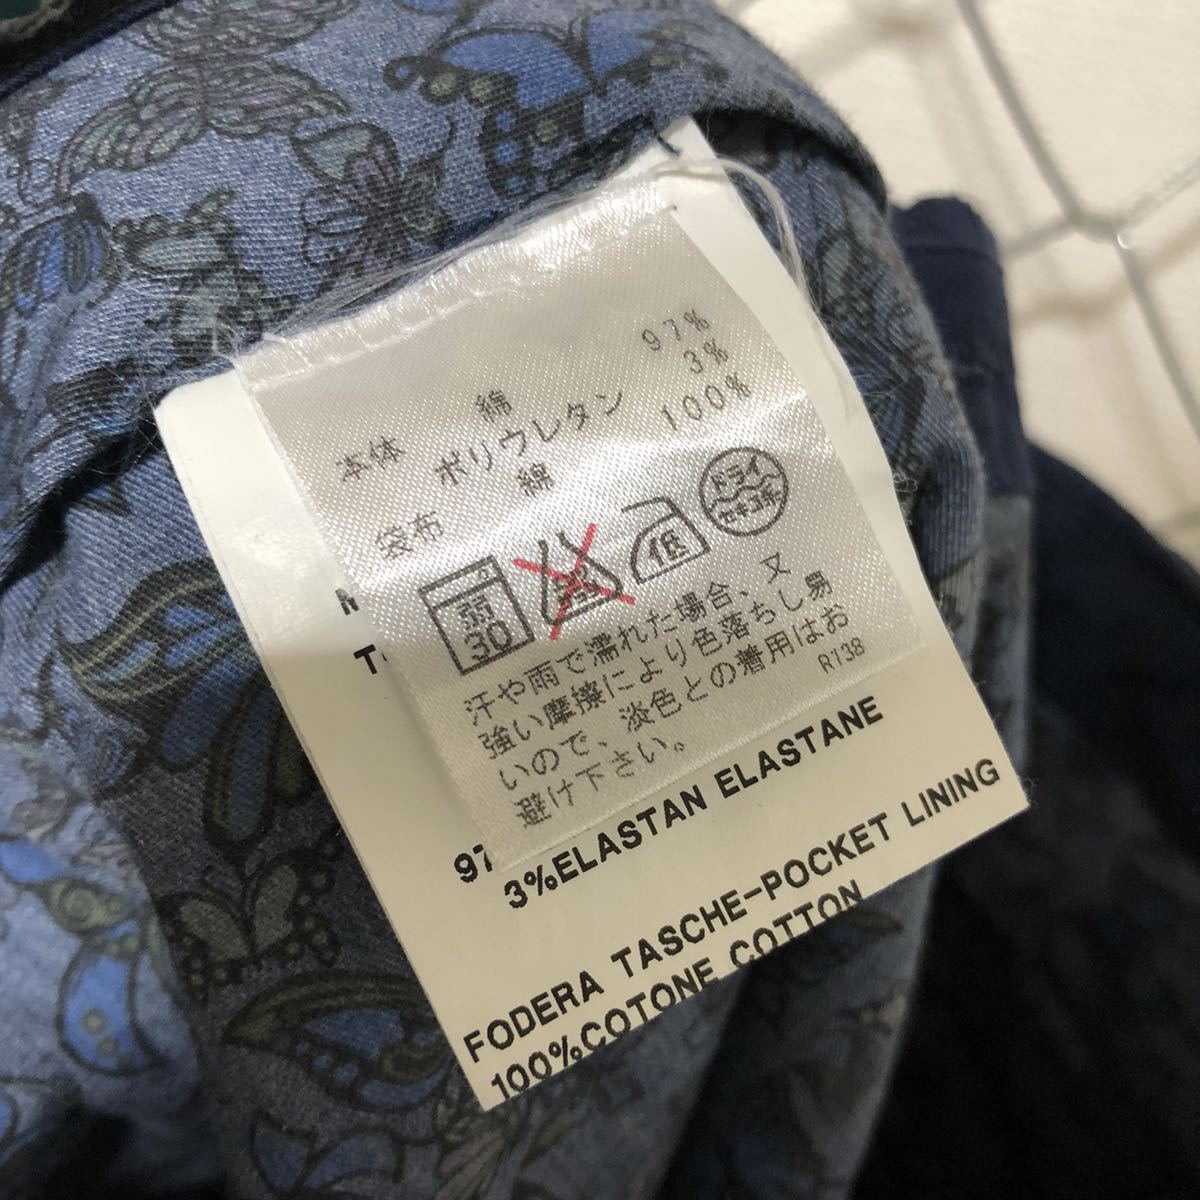 本体 綿 97%
ポリウレタン 3%
袋布 綿 100%
弱
30
低
ドライ
汗や雨で濡れた場合、又
強い摩擦により色落ちし易
いので、淡色との着用はお
避け下さい。
R138
97
3%ELASTAN ELASTANE
FODERA TASCHE-POCKET LINING
100%COTONE COTTON